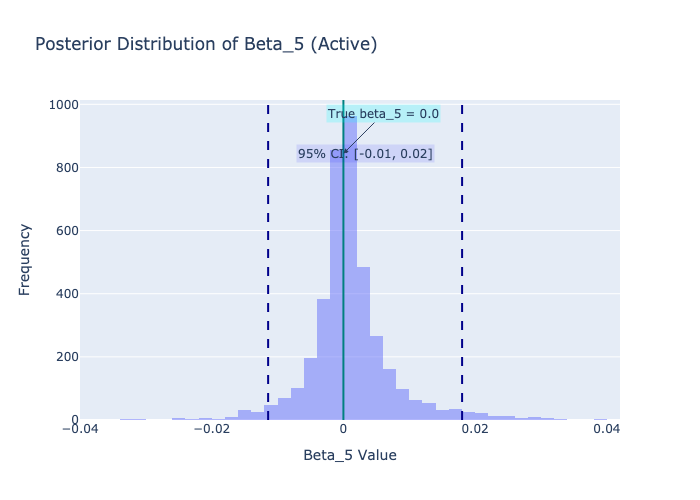 Posterior Distribution of Beta_5 (Active)
1000
True beta_5 = 0.0
95% CI: [-0.01, 0.02]
800
600
400
200
0
Frequency
−0.04
−0.02
0
0.02
0.04
Beta_5 Value